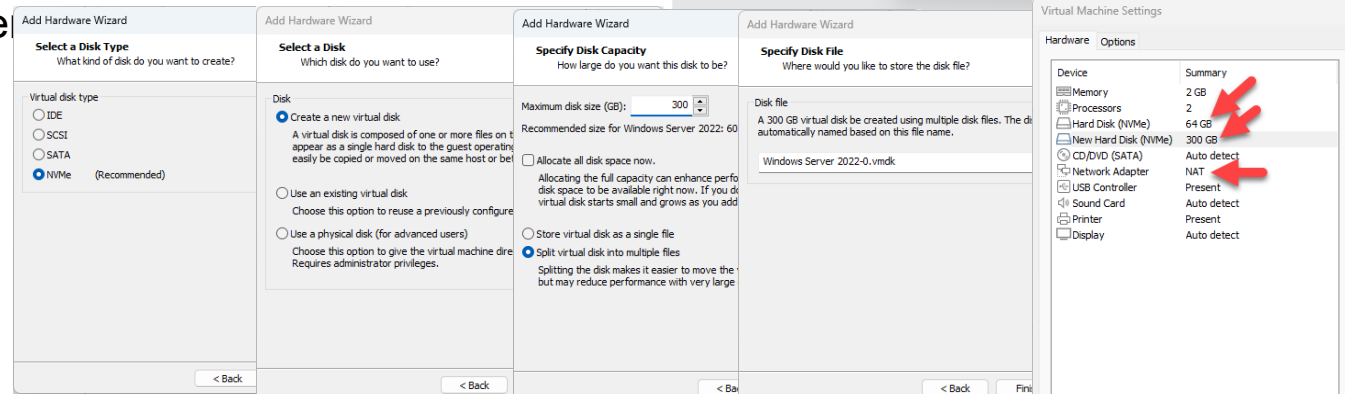 er
Add Hardware Wizard
Select a Disk Type
What kind of disk do you want to create?
Virtual disk type
IDE
SCSI
SATA
NVMe (Recommended)
< Back
Add Hardware Wizard
Select a Disk
Which disk do you want to use?
Disk
Create a new virtual disk
A virtual disk is composed of one or more files on t
appear as a single hard disk to the guest operating
easily be copied or moved on the same host or bet
Use an existing virtual disk
Choose this option to reuse a previously configure
Use a physical disk (for advanced users)
Choose this option to give the virtual machine dire
Requires administrator privileges.
< Back
Add Hardware Wizard
Specify Disk Capacity
How large do you want this disk to be?
Maximum disk size (GB): 300
Recommended size for Windows Server 2022: 60
Allocate all disk space now.
Allocating the full capacity can enhance perfo
disk space to be available right now. If you do
virtual disk starts small and grows as you add
Store virtual disk as a single file
Split virtual disk into multiple files
Splitting the disk makes it easier to move the
but may reduce performance with very large
< Ba
Add Hardware Wizard
Specify Disk File
Where would you like to store the disk file?
Disk file
A 300 GB virtual disk be created using multiple disk files. The di
automatically named based on this file name.
Windows Server 2022-0.vmdk
< Back Fini
Virtual Machine Settings
Hardware Options
Device Summary
Memory 2 GB
Processors 2
Hard Disk (NVMe) 64 GB
New Hard Disk (NVMe) 300 GB
CD/DVD (SATA) Auto detect
Network Adapter NAT
USB Controller Present
Sound Card Auto detect
Printer Present
Display Auto detect